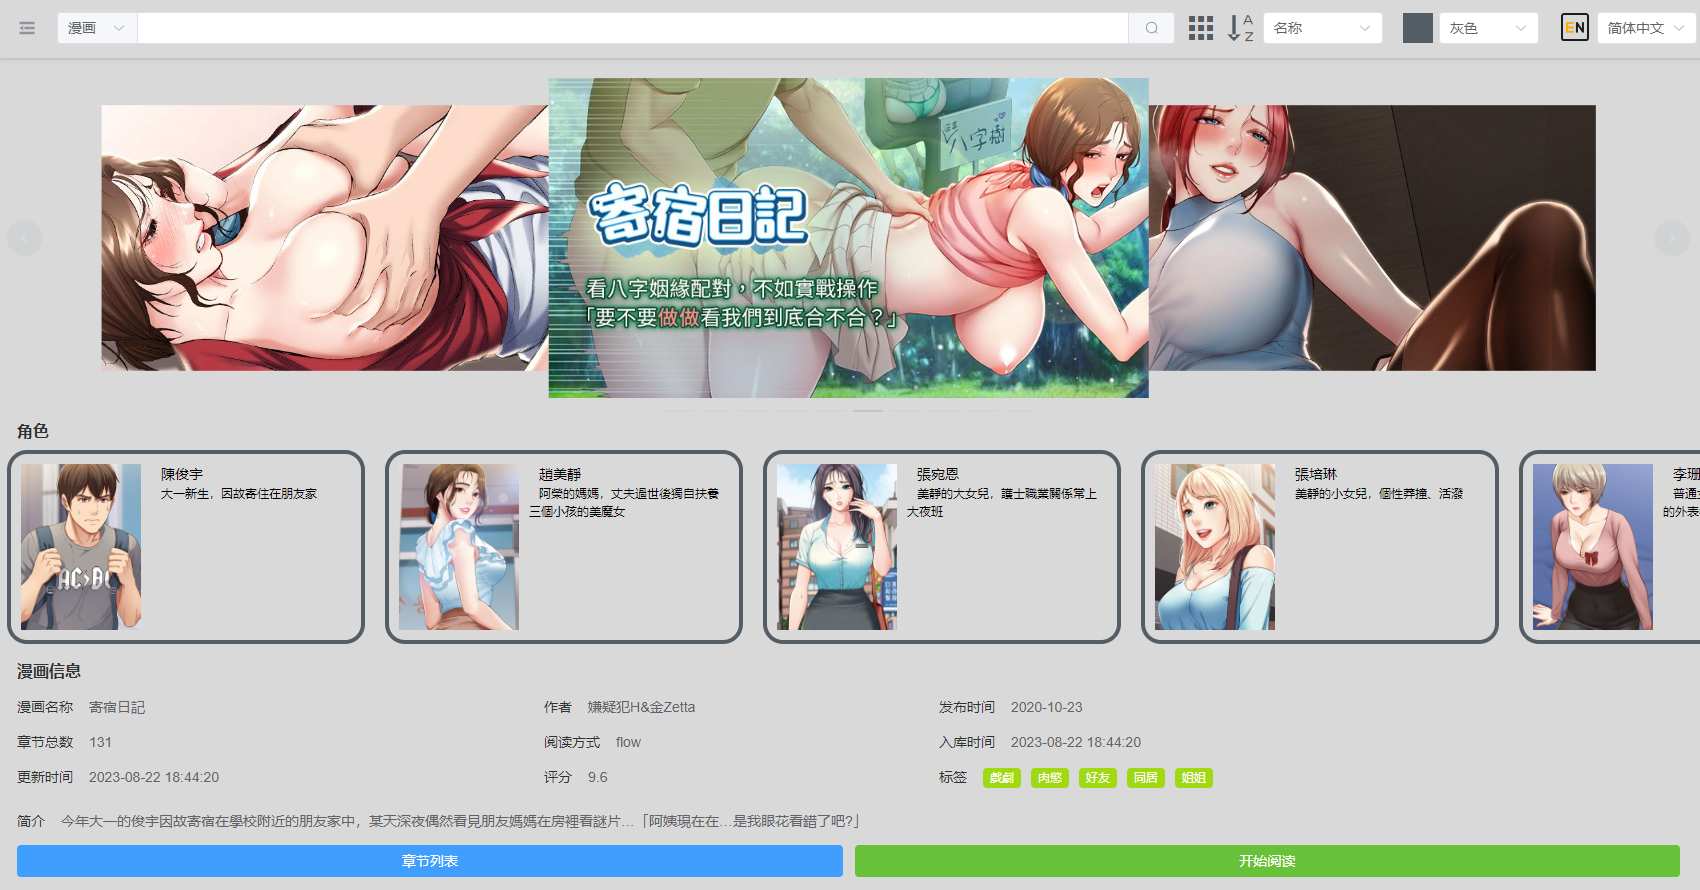 漫画
名称
灰色
EN
简体中文
A
Z
注意
八字樹
寄宿日記
看八字姻緣配對，不如實戰操作
「要不要做做看我們到底合不合？」
角色
陳俊宇
大一新生，因故寄住在朋友家
趙美靜
阿榮的媽媽，丈夫過世後獨自扶養
三個小孩的美魔女
張宛恩
美靜的大女兒，護士職業關係常上
大夜班
張培琳
美靜的小女兒，個性莽撞、活潑
李珊
普通
的外表
漫画信息
漫画名称 寄宿日記
作者 嫌疑犯H&金Zetta
发布时间 2020-10-23
章节总数 131
阅读方式 flow
入库时间 2023-08-22 18:44:20
更新时间 2023-08-22 18:44:20
评分 9.6
标签 戲劇 肉慾 好友 同居 姐姐
简介 今年大一的俊宇因故寄宿在學校附近的朋友家中，某天深夜偶然看見朋友媽媽在房裡看謎片…「阿姨現在在…是我眼花看錯了吧?」
章节列表
开始阅读